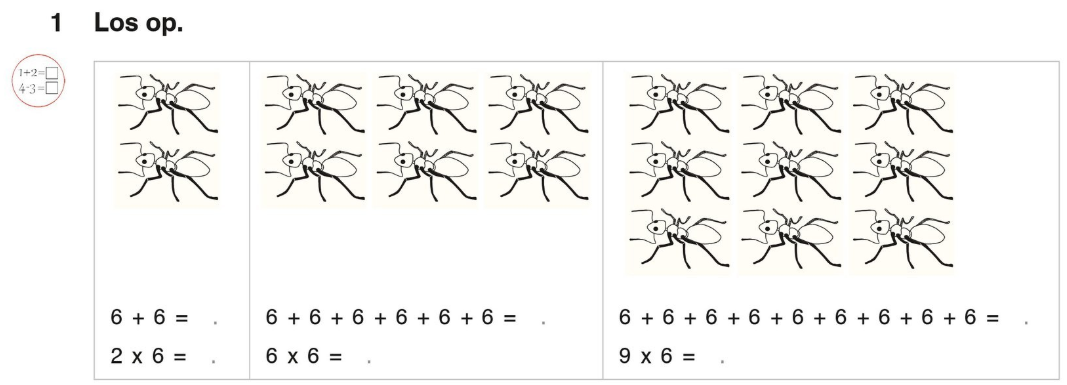 1 Los op.
1+2=
4-3=
6 + 6 = .
2 x 6 = .
6 + 6 + 6 + 6 + 6 + 6 = .
6 x 6 = .
6 + 6 + 6 + 6 + 6 + 6 + 6 + 6 + 6 = .
9 x 6 = .